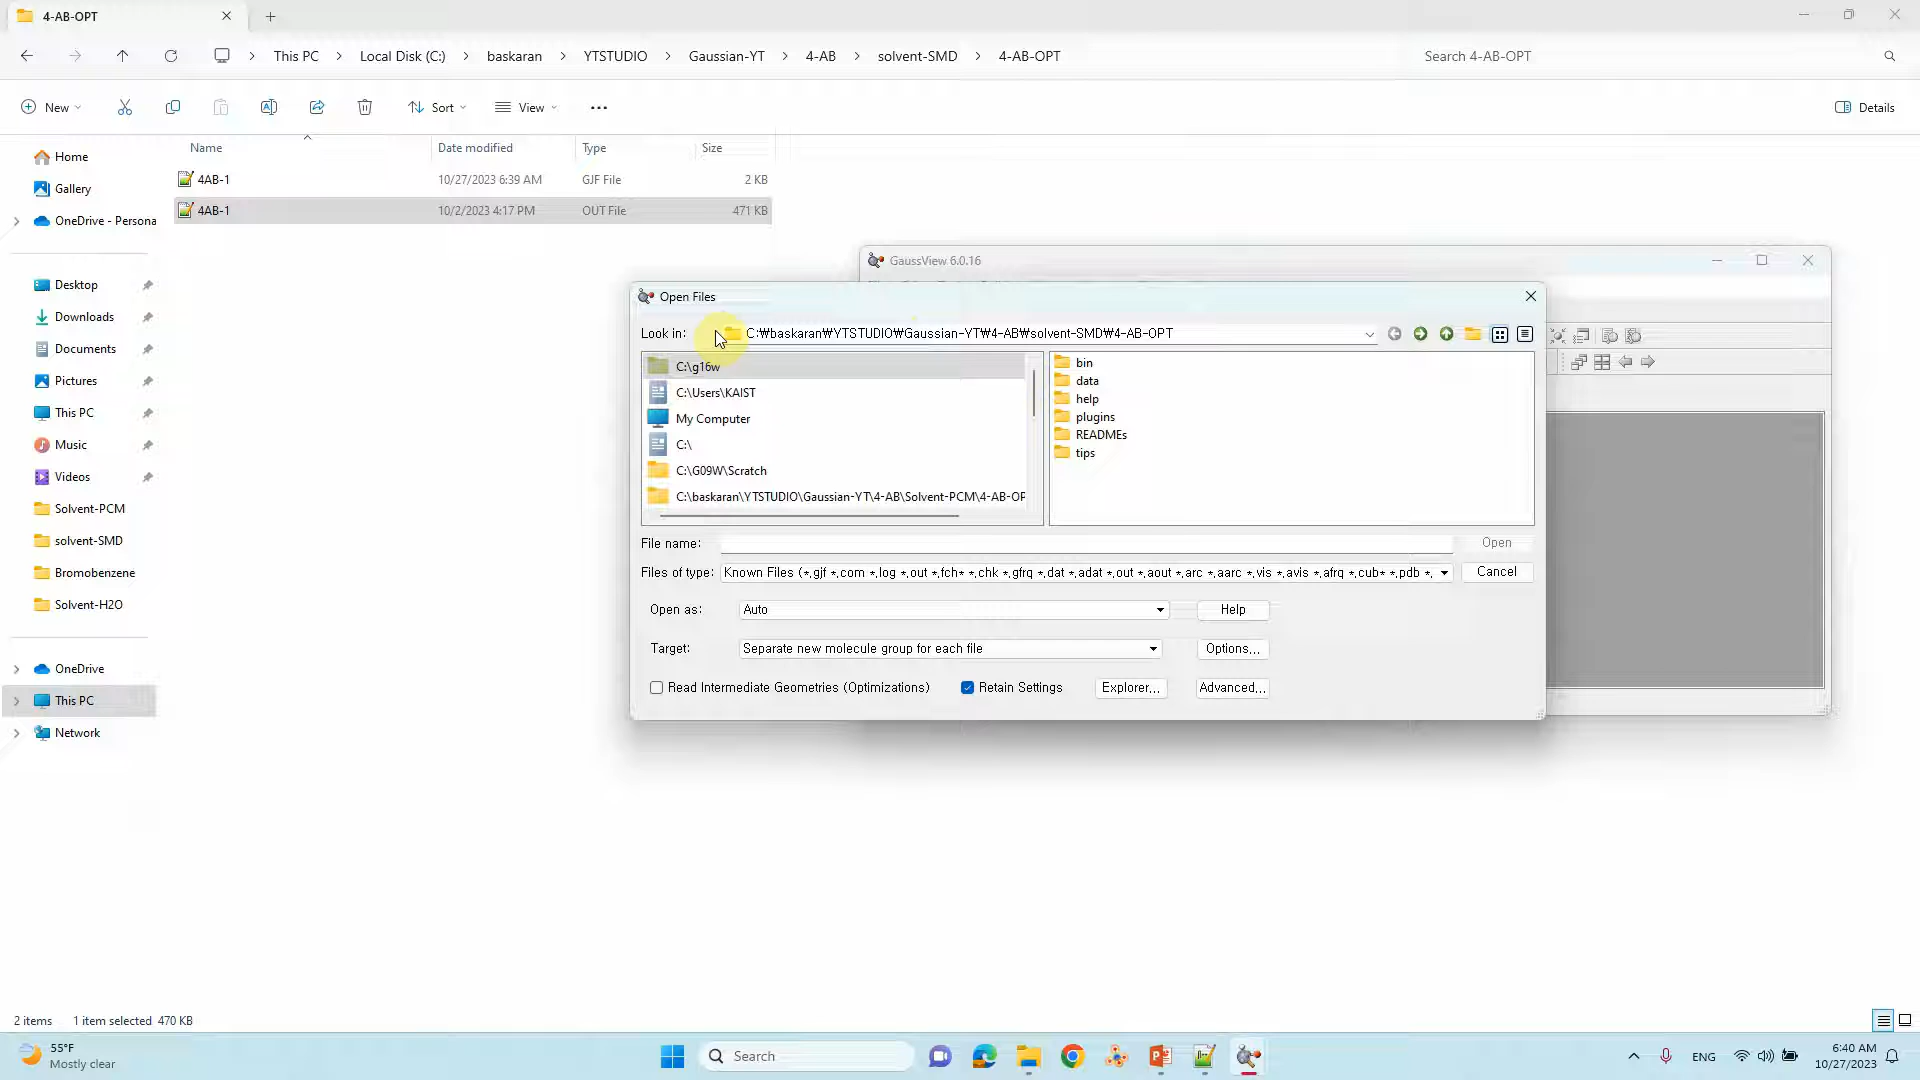 4-AB-OPT
This PC
Local Disk (C:)
baskaran
YTSTUDIO
Gaussian-YT
4-AB
solvent-SMD
4-AB-OPT
Search 4-AB-OPT
New
Sort
View
Details
Name
Date modified
Type
Size
4AB-1
10/27/2023 6:39 AM
GJF File
2 KB
4AB-1
10/2/2023 4:17 PM
OUT File
471 KB
Home
Gallery
OneDrive - Persona
Desktop
Downloads
Documents
Pictures
This PC
Music
Videos
Solvent-PCM
solvent-SMD
Bromobenzene
Solvent-H2O
OneDrive
This PC
Network
GaussView 6.0.16
Open Files
Look in:
C:₩baskaran₩YTSTUDIO₩Gaussian-YT₩4-AB₩solvent-SMD₩4-AB-OPT
C:\g16w
C:\Users\KAIST
My Computer
C:\
C:\G09W\Scratch
C:\baskaran\YTSTUDIO\Gaussian-YT\4-AB\Solvent-PCM\4-AB-OP
bin
data
help
plugins
READMEs
tips
File name:
Open
Files of type:
Known Files (*.gjf *.com *.log *.out *.fch* *.chk *.gfrq *.dat *.adat *.out *.aout *.arc *.aarc *.vis *.avis *.afrq *.cub* *.pdb *.
Cancel
Open as:
Auto
Help
Target:
Separate new molecule group for each file
Options...
Read Intermediate Geometries (Optimizations)
Retain Settings
Explorer...
Advanced...
2 items
1 item selected 470 KB
55°F
Mostly clear
Search
ENG
6:40 AM
10/27/2023